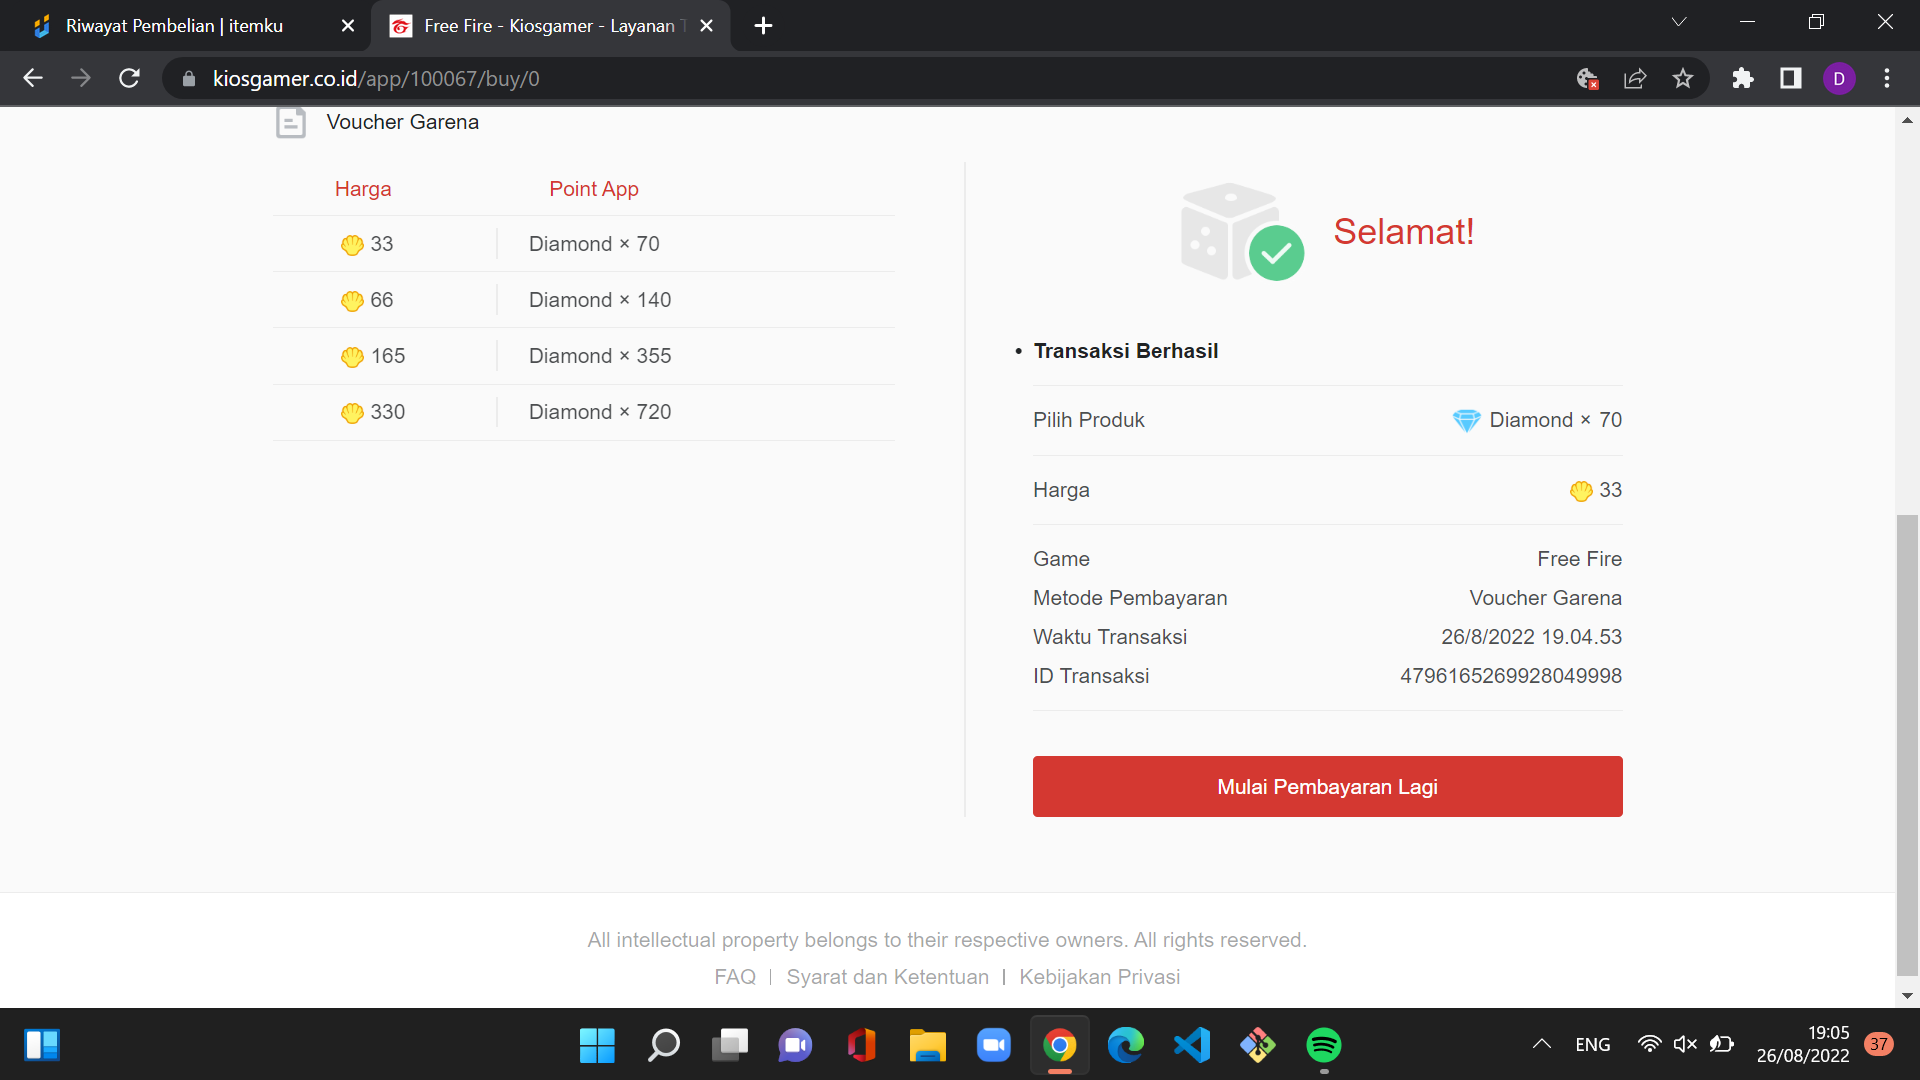 Riwayat Pembelian | itemku
Free Fire - Kiosgamer - Layanan T
kiosgamer.co.id/app/100067/buy/0
D
Voucher Garena
Harga Point App
33 Diamond × 70
66 Diamond × 140
165 Diamond × 355
330 Diamond × 720
Selamat!
• Transaksi Berhasil
Pilih Produk Diamond × 70
Harga 33
Game Free Fire
Metode Pembayaran Voucher Garena
Waktu Transaksi 26/8/2022 19.04.53
ID Transaksi 4796165269928049998
Mulai Pembayaran Lagi
All intellectual property belongs to their respective owners. All rights reserved.
FAQ | Syarat dan Ketentuan | Kebijakan Privasi
ENG
19:05
26/08/2022
37